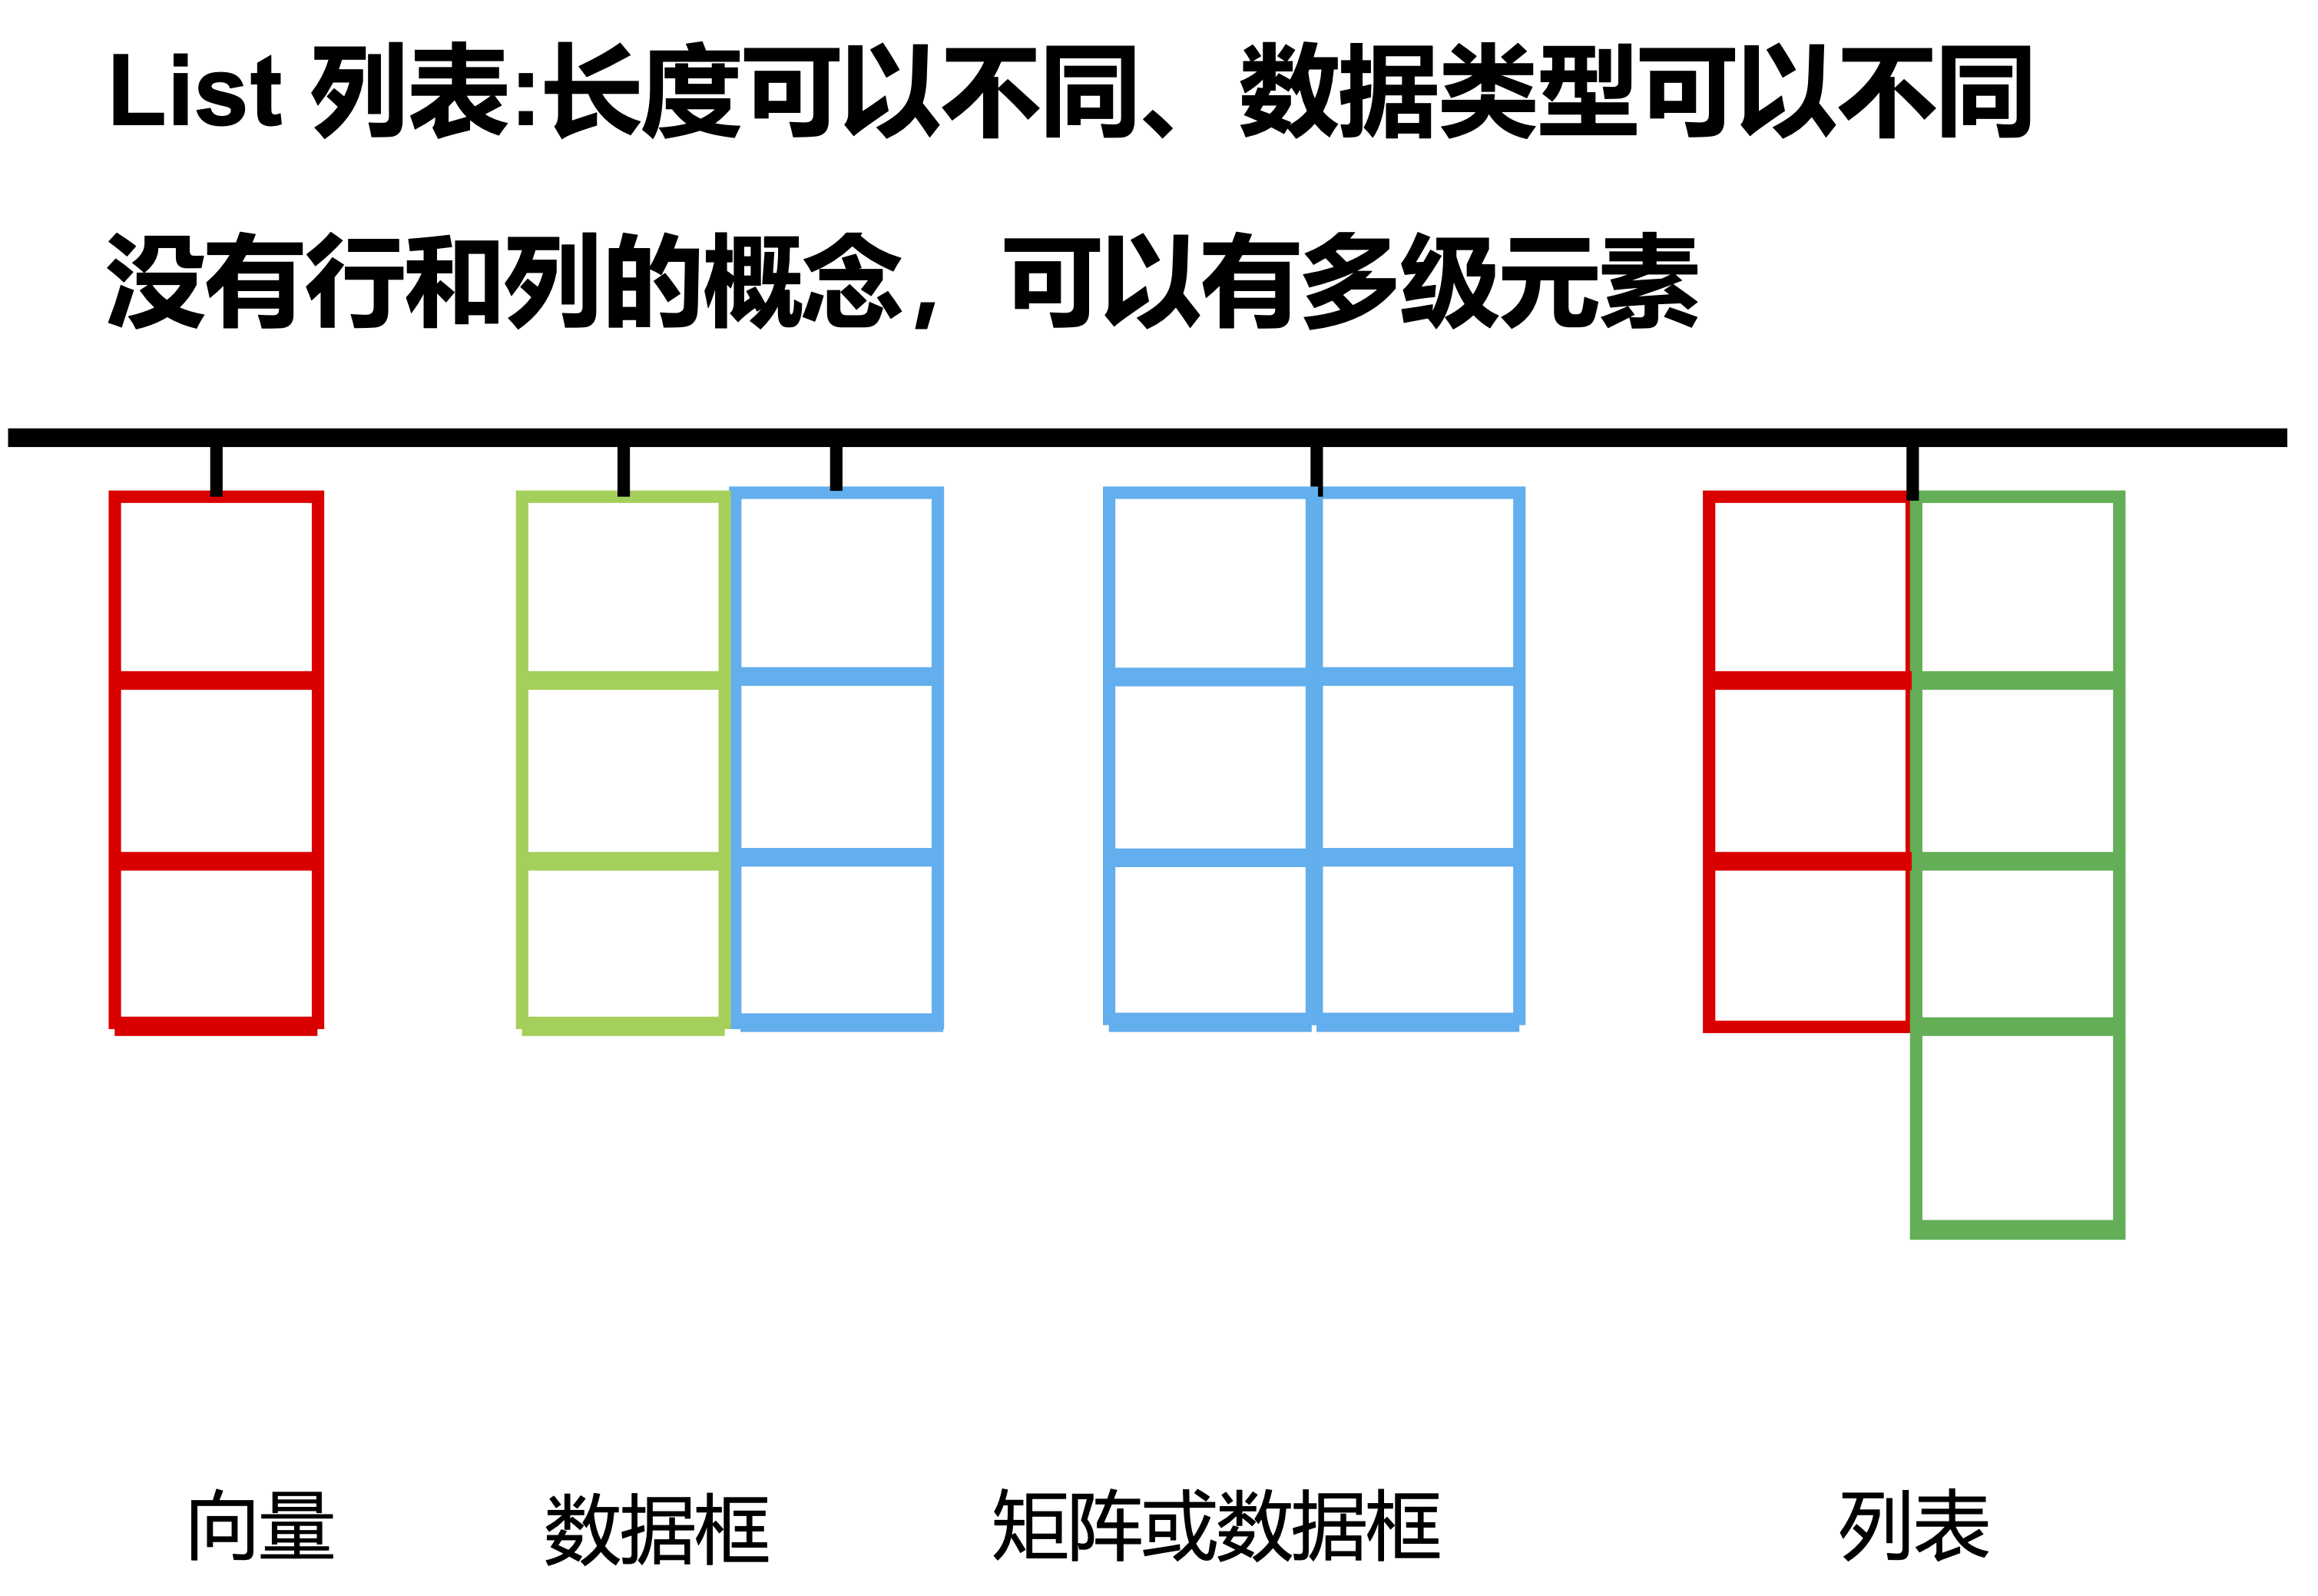 List 列表:长度可以不同、数据类型可以不同
没有行和列的概念，可以有多级元素
向量 数据框 矩阵或数据框 列表